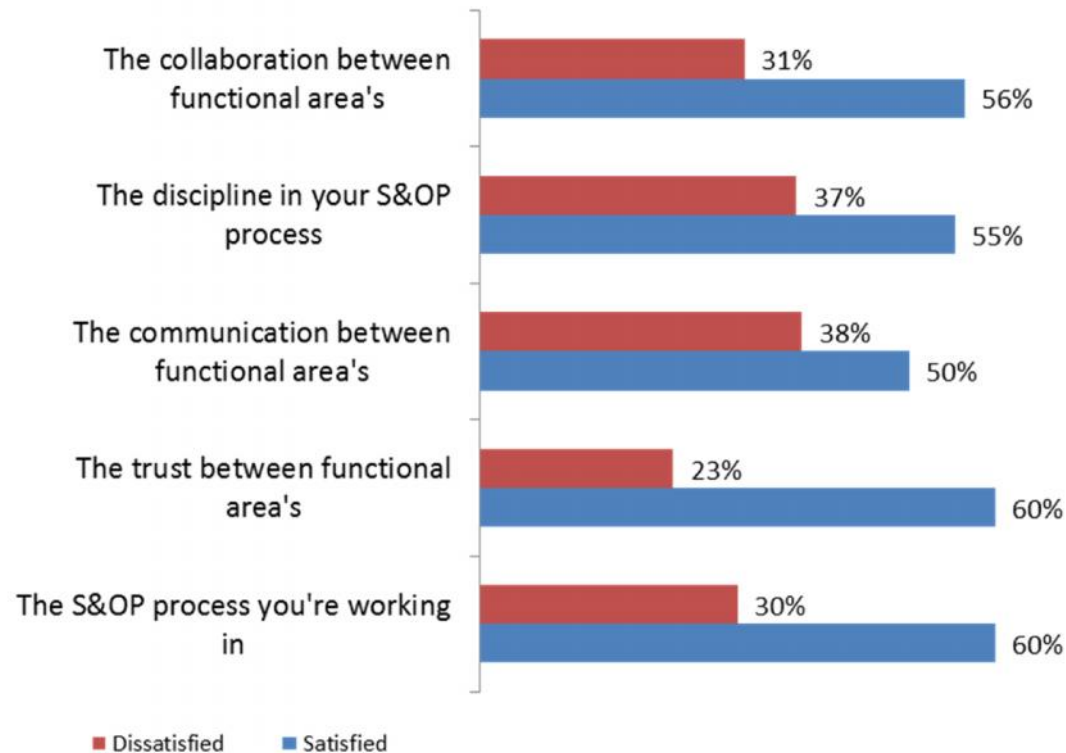 The collaboration between
functional area's
31%
56%
The discipline in your S&OP
process
37%
55%
The communication between
functional area's
38%
50%
The trust between functional
area's
23%
60%
The S&OP process you're working
in
30%
60%
Dissatisfied
Satisfied